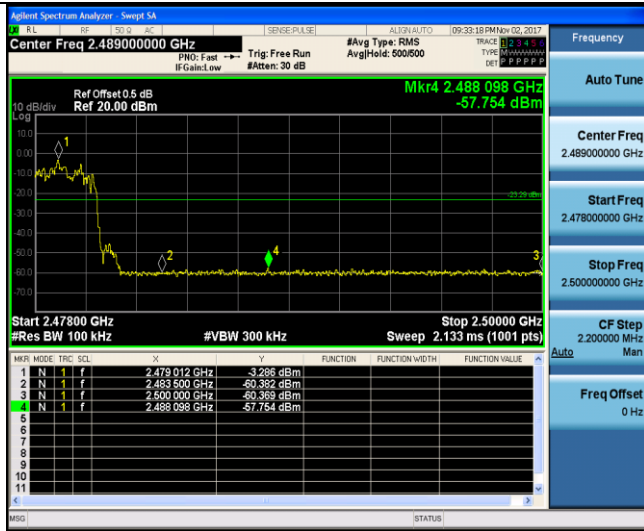 Agilent Spectrum Analyzer - Swept SA
RL RF 50 Ω AC SENSE:PULSE ALIGN AUTO 09:33:18 PM Nov 02, 2017
Center Freq 2.489000000 GHz
PNO: Fast
IFGain:Low
Trig: Free Run
#Atten: 30 dB
#Avg Type: RMS
Avg|Hold: 500/500
TRACE 1 2 3 4 5 6
TYPE M W W W W W
DET P P P P P P
Mkr4 2.488 098 GHz
-57.754 dBm
Ref Offset 0.5 dB
10 dB/div Ref 20.00 dBm
Log
10.0
0.00
-10.0
-20.0
-30.0
-40.0
-50.0
-60.0
-70.0
1
2
4
3
-23.29 dBm
Start 2.47800 GHz Stop 2.50000 GHz
#Res BW 100 kHz #VBW 300 kHz Sweep 2.133 ms (1001 pts)
MKR MODE TRC SCL X Y FUNCTION FUNCTION WIDTH FUNCTION VALUE
1 N 1 f 2.479 012 GHz -3.286 dBm
2 N 1 f 2.483 500 GHz -60.382 dBm
3 N 1 f 2.500 000 GHz -60.369 dBm
4 N 1 f 2.488 098 GHz -57.754 dBm
5
6
7
8
9
10
11
MSG STATUS
Frequency
Auto Tune
Center Freq
2.489000000 GHz
Start Freq
2.478000000 GHz
Stop Freq
2.500000000 GHz
CF Step
2.200000 MHz
Auto Man
Freq Offset
0 Hz